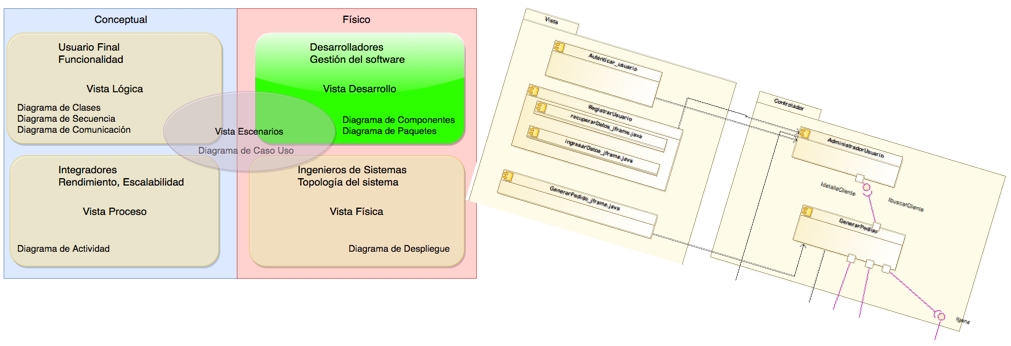 Conceptual
Físico
Usuario Final
Funcionalidad
Vista Lógica
Diagrama de Clases
Diagrama de Secuencia
Diagrama de Comunicación
Desarrolladores
Gestión del software
Vista Desarrollo
Diagrama de Componentes
Diagrama de Paquetes
Vista Escenarios
Diagrama de Caso Uso
Integradores
Rendimiento, Escalabilidad
Vista Proceso
Diagrama de Actividad
Ingenieros de Sistemas
Topología del sistema
Vista Física
Diagrama de Despliegue
Vista
Autenticar_usuario
RegistrarUsuario
recuperarDatos_jframe.java
ingresarDatos_jframe.java
GenerarPedido_jframe.java
Controlador
AdministradorUsuario
IdetalleCliente
IbuscarCliente
GenerarPedido